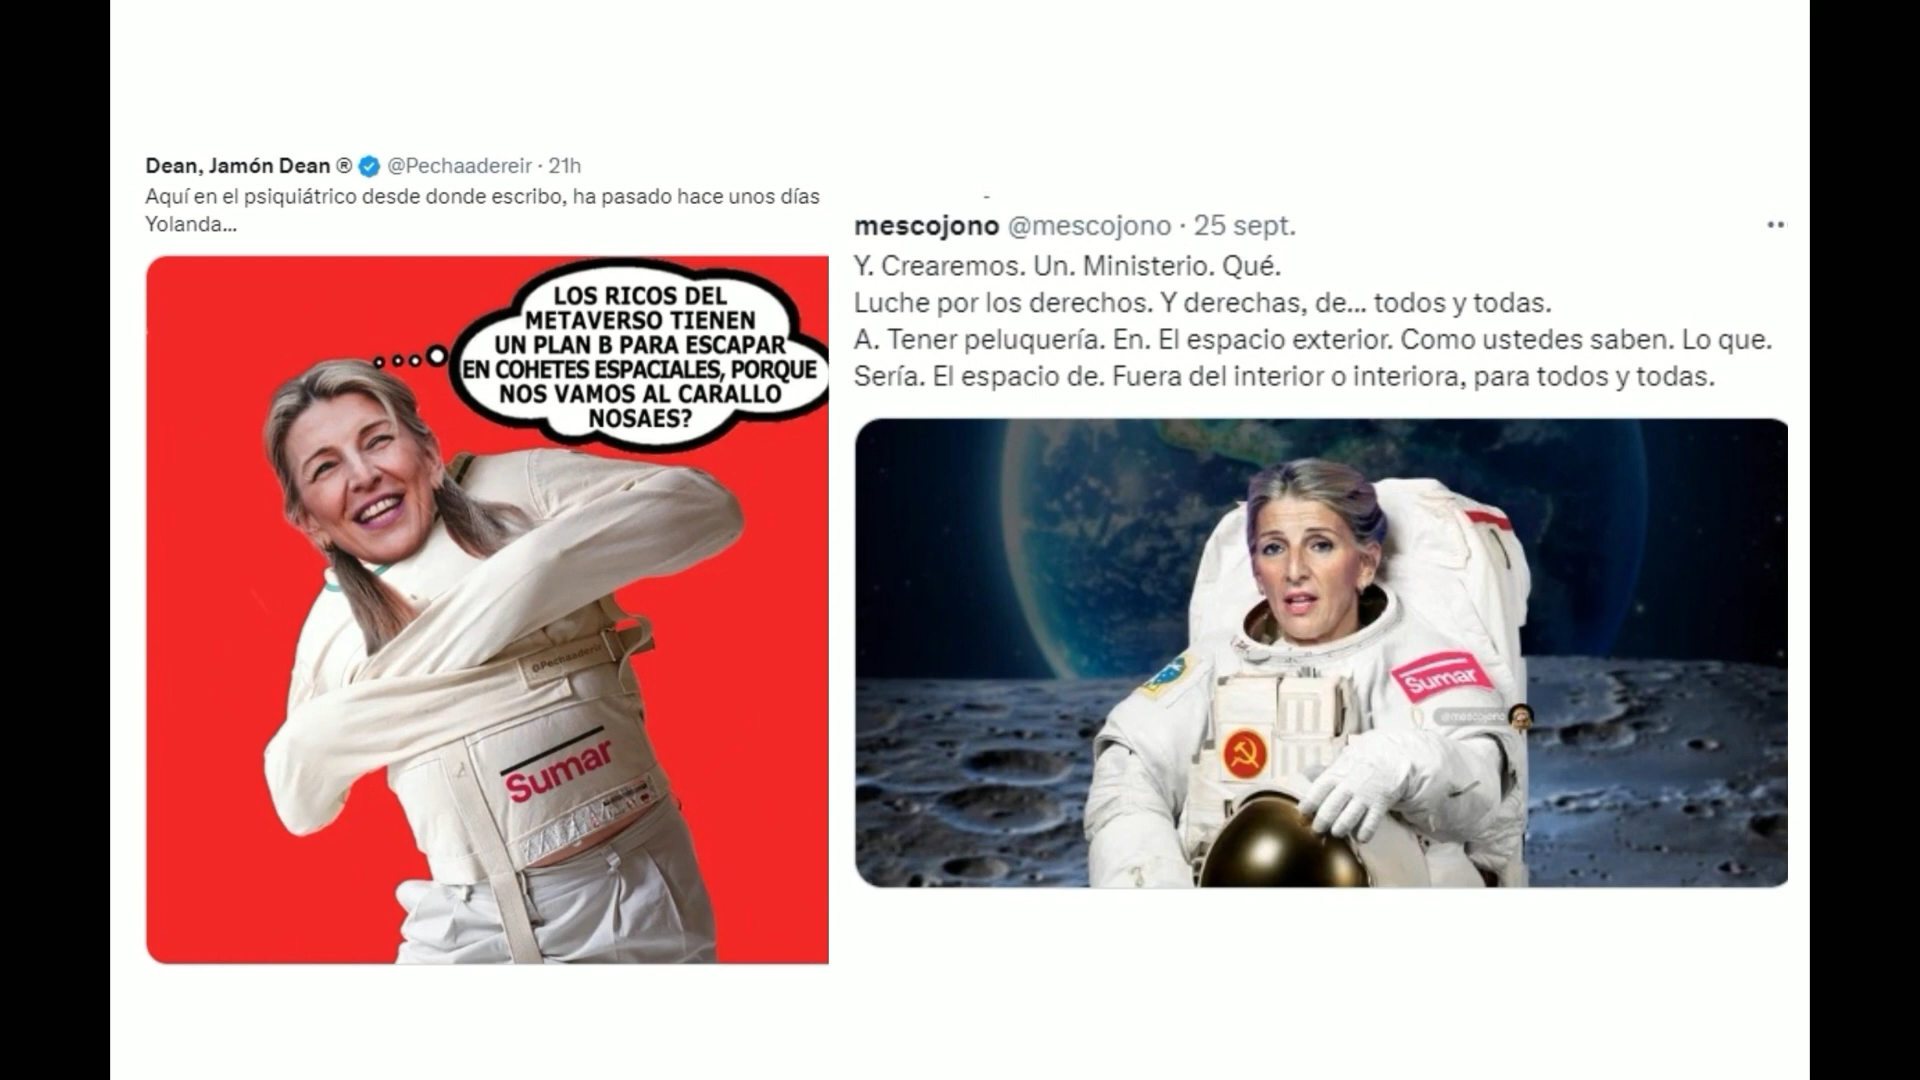 Dean, Jamón Dean ® @Pechaadereir · 21h
Aquí en el psiquiátrico desde donde escribo, ha pasado hace unos días
Yolanda...
LOS RICOS DEL
METAVERSO TIENEN
UN PLAN B PARA ESCAPAR
EN COHETES ESPACIALES, PORQUE
NOS VAMOS AL CARALLO
NOSAES?
@Pechaaderir
Sumar
mescojono @mescojono · 25 sept.
Y. Crearemos. Un. Ministerio. Qué.
Luche por los derechos. Y derechas, de... todos y todas.
A. Tener peluquería. En. El espacio exterior. Como ustedes saben. Lo que.
Sería. El espacio de. Fuera del interior o interiora, para todos y todas.
Sumar
@mescojono